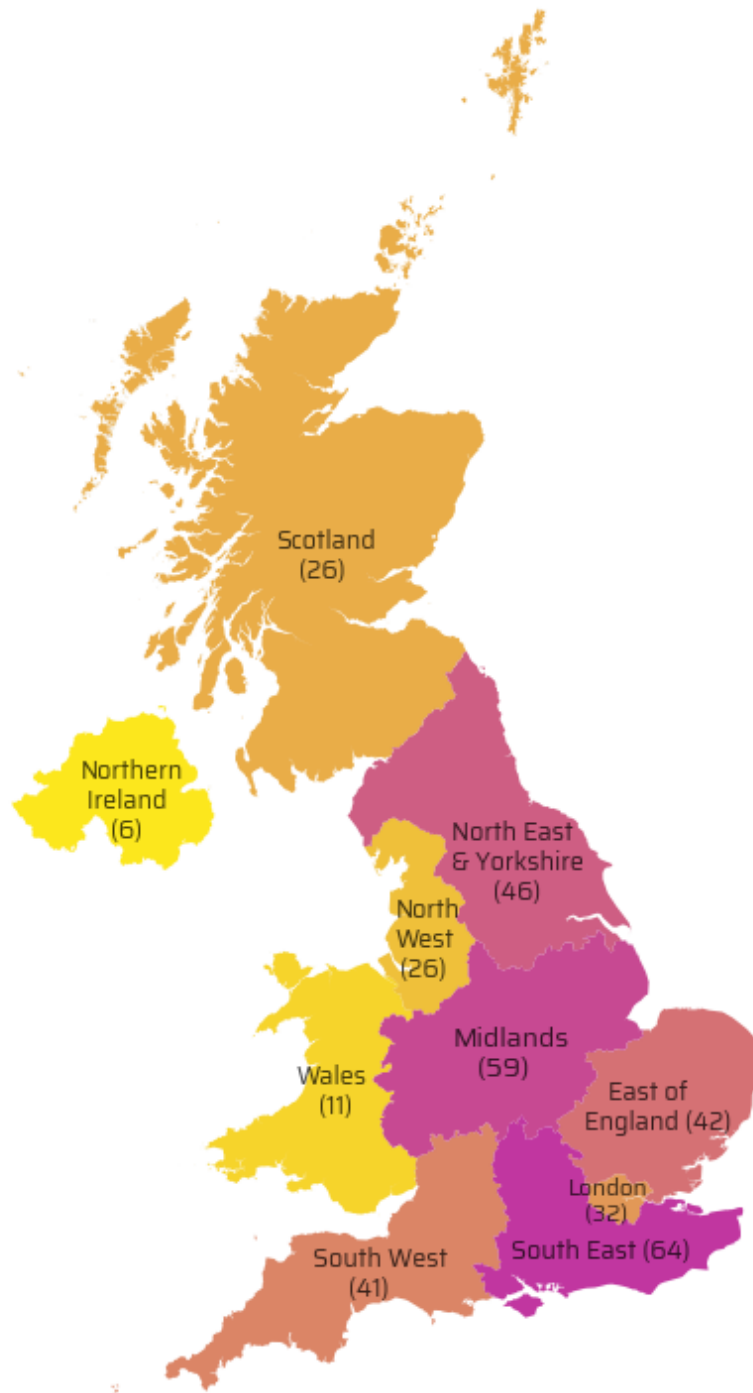 Scotland
(26)
Northern
Ireland
(6)
North East
& Yorkshire
(46)
North
West
(26)
Midlands
(59)
Wales
(11)
East of
England (42)
London
(32)
South East (64)
South West
(41)